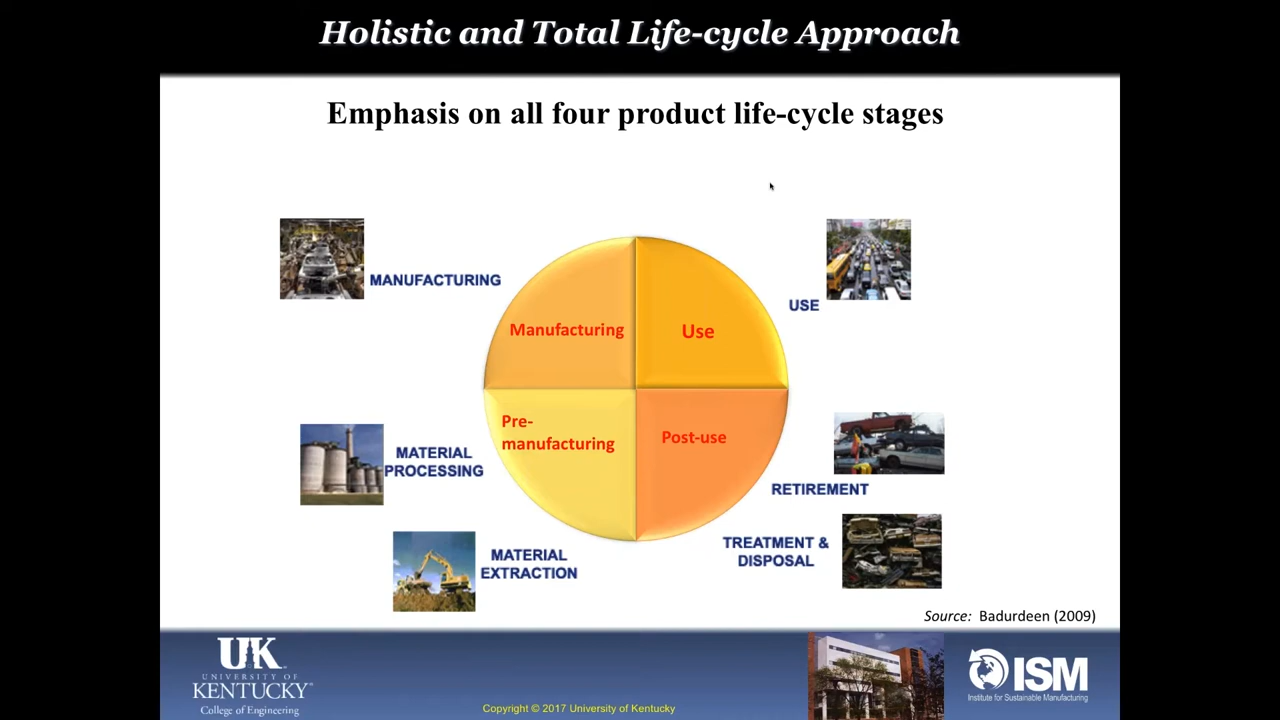 Holistic and Total Life-cycle Approach
Emphasis on all four product life-cycle stages
MANUFACTURING
USE
Manufacturing
Use
Pre-
manufacturing
Post-use
MATERIAL
PROCESSING
RETIREMENT
MATERIAL
EXTRACTION
TREATMENT &
DISPOSAL
Source: Badurdeen (2009)
UK
UNIVERSITY OF
KENTUCKY
College of Engineering
Copyright © 2017 University of Kentucky
ISM
Institute for Sustainable Manufacturing